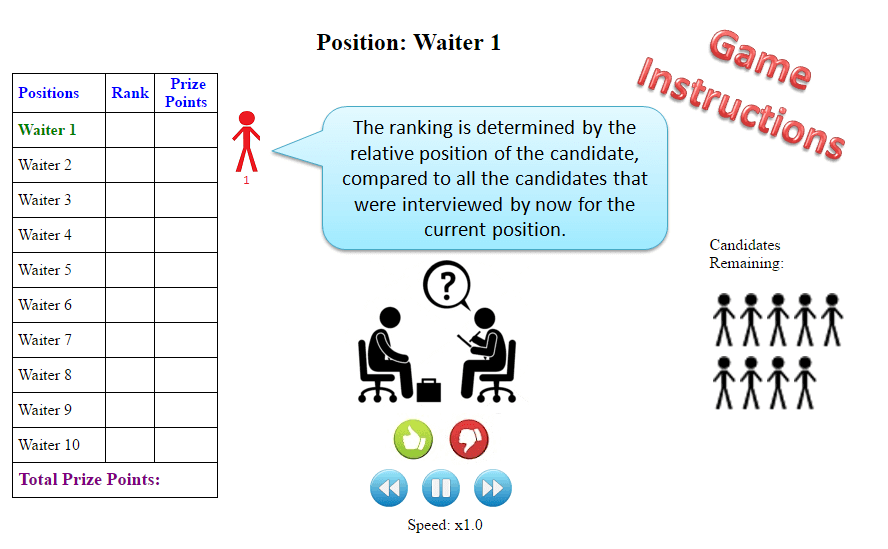 Position: Waiter 1
Game
Instructions
Positions Rank Prize
Points
Waiter 1
Waiter 2
Waiter 3
Waiter 4
Waiter 5
Waiter 6
Waiter 7
Waiter 8
Waiter 9
Waiter 10
Total Prize Points:
1
The ranking is determined by the
relative position of the candidate,
compared to all the candidates that
were interviewed by now for the
current position.
?
Candidates
Remaining:
Speed: x1.0